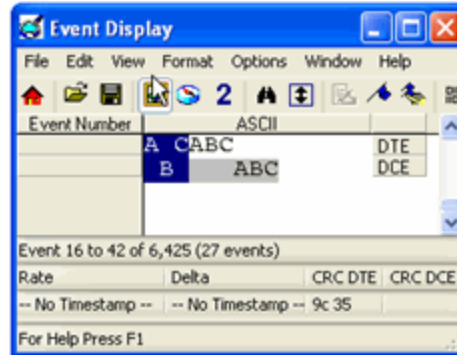 Event Display
File Edit View Format Options Window Help
2
Event Number ASCII
A CABC DTE
B ABC DCE
Event 16 to 42 of 6,425 (27 events)
Rate Delta CRC DTE CRC DCE
-- No Timestamp -- -- No Timestamp -- 9c 35
For Help Press F1